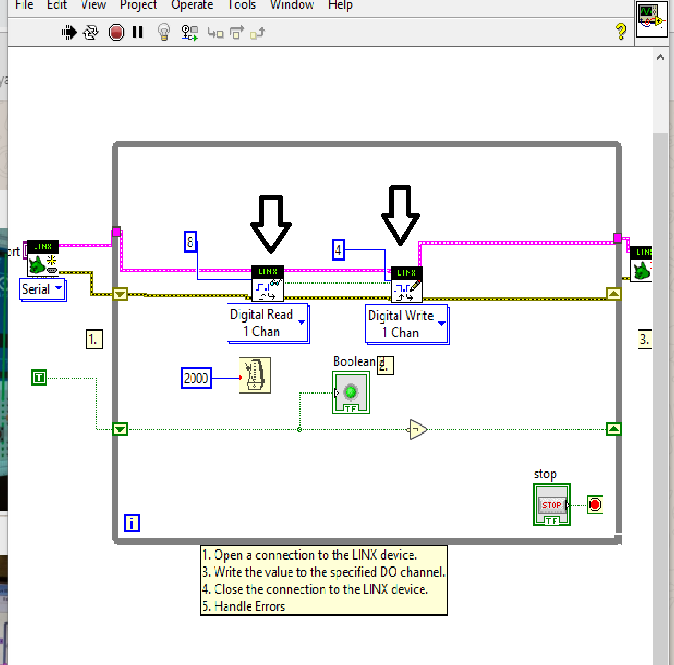 File Edit View Project Operate Tools Window Help
?
LINX
ort
Serial
1.
T
8
LINX
Digital Read
1 Chan
4
LINX
Digital Write
1 Chan
LINX
3.
2000
Boolean
2.
TF
stop
STOP
TF
i
1. Open a connection to the LINX device.
3. Write the value to the specified DO channel.
4. Close the connection to the LINX device.
5. Handle Errors